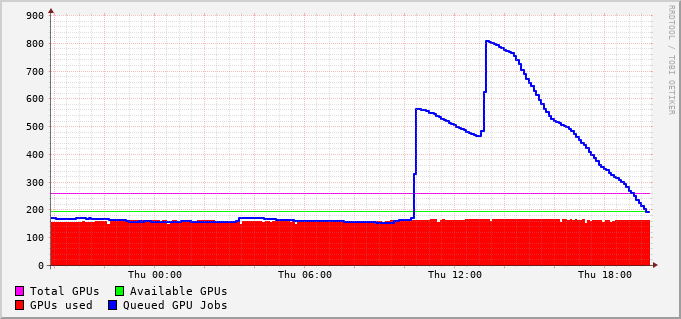 900
800
700
600
500
400
300
200
100
0
Thu 00:00 Thu 06:00 Thu 12:00 Thu 18:00
Total GPUs Available GPUs
GPUs used Queued GPU Jobs
RRDTOOL / TOBI OETIKER